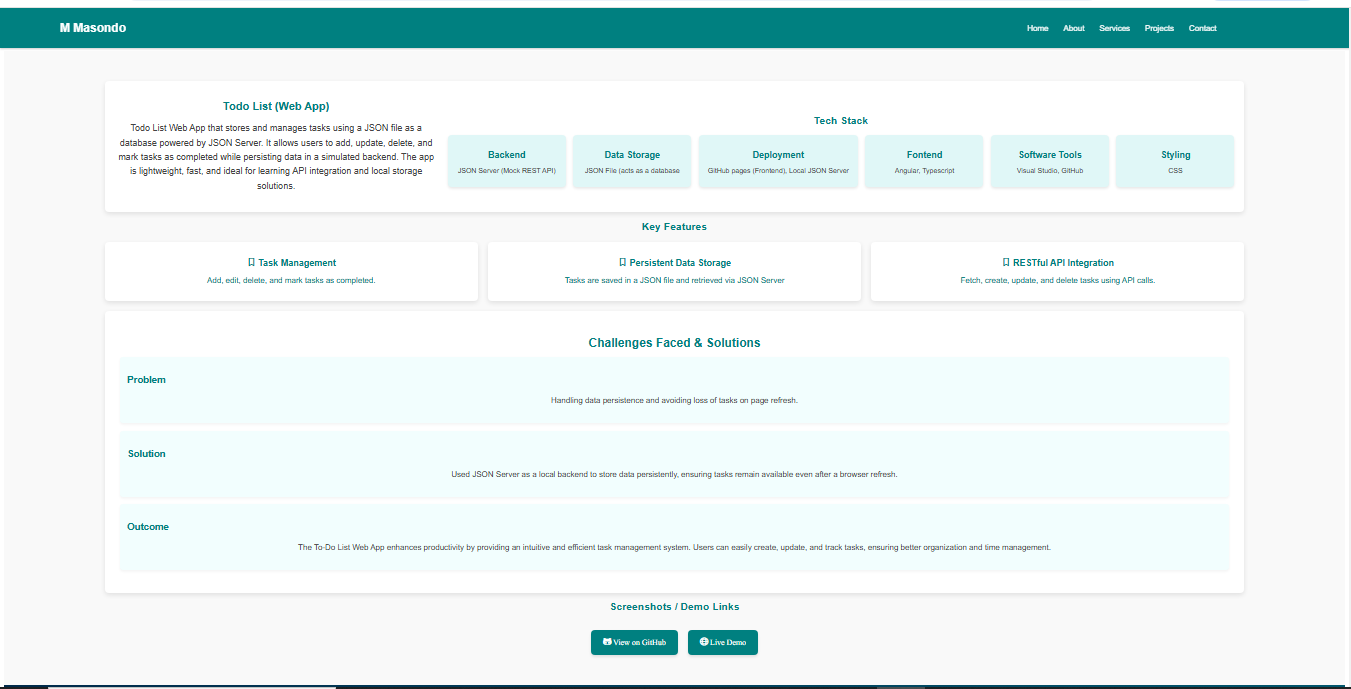 M Masondo
Home About Services Projects Contact
Todo List (Web App)
Todo List Web App that stores and manages tasks using a JSON file as a
database powered by JSON Server. It allows users to add, update, delete, and
mark tasks as completed while persisting data in a simulated backend. The app
is lightweight, fast, and ideal for learning API integration and local storage
solutions.
Tech Stack
Backend
JSON Server (Mock REST API)
Data Storage
JSON File (acts as a database
Deployment
GitHub pages (Frontend), Local JSON Server
Fontend
Angular, Typescript
Software Tools
Visual Studio, GitHub
Styling
CSS
Key Features
Task Management
Add, edit, delete, and mark tasks as completed.
Persistent Data Storage
Tasks are saved in a JSON file and retrieved via JSON Server
RESTful API Integration
Fetch, create, update, and delete tasks using API calls.
Challenges Faced & Solutions
Problem
Handling data persistence and avoiding loss of tasks on page refresh.
Solution
Used JSON Server as a local backend to store data persistently, ensuring tasks remain available even after a browser refresh.
Outcome
The To-Do List Web App enhances productivity by providing an intuitive and efficient task management system. Users can easily create, update, and track tasks, ensuring better organization and time management.
Screenshots / Demo Links
View on GitHub
Live Demo